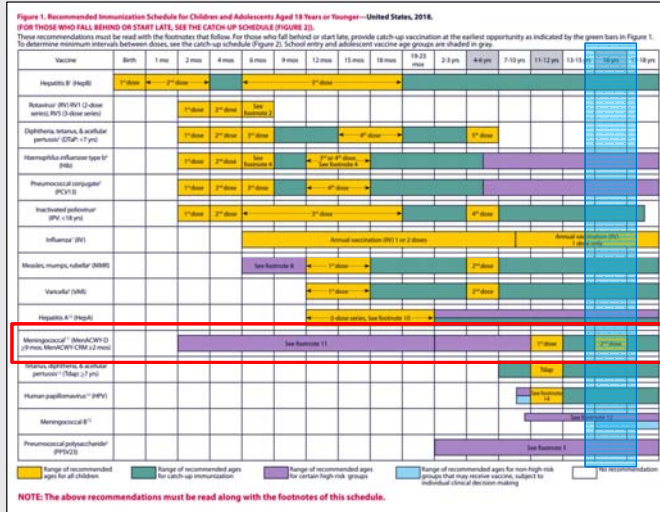 Figure 1. Recommended Immunization Schedule for Children and Adolescents Aged 18 Years or Younger—United States, 2018.
(FOR THOSE WHO FALL BEHIND OR START LATE, SEE THE CATCH-UP SCHEDULE [FIGURE 2]).
These recommendations must be read with the footnotes that follow. For those who fall behind or start late, provide catch-up vaccination at the earliest opportunity as indicated by the green bars in Figure 1.
To determine minimum intervals between doses, see the catch-up schedule (Figure 2). School entry and adolescent vaccine age groups are shaded in gray.
Vaccine Birth 1 mo 2 mos 4 mos 6 mos 9 mos 12 mos 15 mos 18 mos 19-23 mos 2-3 yrs 4-6 yrs 7-10 yrs 11-12 yrs 13-15 yrs 16 yrs 17-18 yrs
Hepatitis B (HepB) 1st dose 2nd dose 3rd dose
Rotavirus (RV) RV1 (2-dose series); RV5 (3-dose series) 1st dose 2nd dose See footnote 2
Diphtheria, tetanus, & acellular pertussis (DTaP: <7 yrs) 1st dose 2nd dose 3rd dose 4th dose 5th dose
Haemophilus influenzae type b (Hib) 1st dose 2nd dose See footnote 4 3rd or 4th dose, See footnote 4
Pneumococcal conjugate (PCV13) 1st dose 2nd dose 3rd dose 4th dose
Inactivated poliovirus (IPV: <18 yrs) 1st dose 2nd dose 3rd dose 4th dose
Influenza (IIV) Annual vaccination (IIV) 1 or 2 doses Annual vaccination (IIV) 1 dose only
Measles, mumps, rubella (MMR) See footnote 8 1st dose 2nd dose
Varicella (VAR) 1st dose 2nd dose
Hepatitis A (HepA) 2-dose series, See footnote 10
Meningococcal (MenACWY-D ≥9 mos; MenACWY-CRM ≥2 mos) See footnote 11 1st dose 2nd dose
Tetanus, diphtheria, & acellular pertussis (Tdap: ≥7 yrs) Tdap
Human papillomavirus (HPV) See footnote 14
Meningococcal B See footnote 12
Pneumococcal polysaccharide (PPSV23) See footnote 5
Range of recommended ages for all children
Range of recommended ages for catch-up immunization
Range of recommended ages for certain high-risk groups
Range of recommended ages for non-high-risk groups that may receive vaccine, subject to individual clinical decision making
No recommendation
NOTE: The above recommendations must be read along with the footnotes of this schedule.